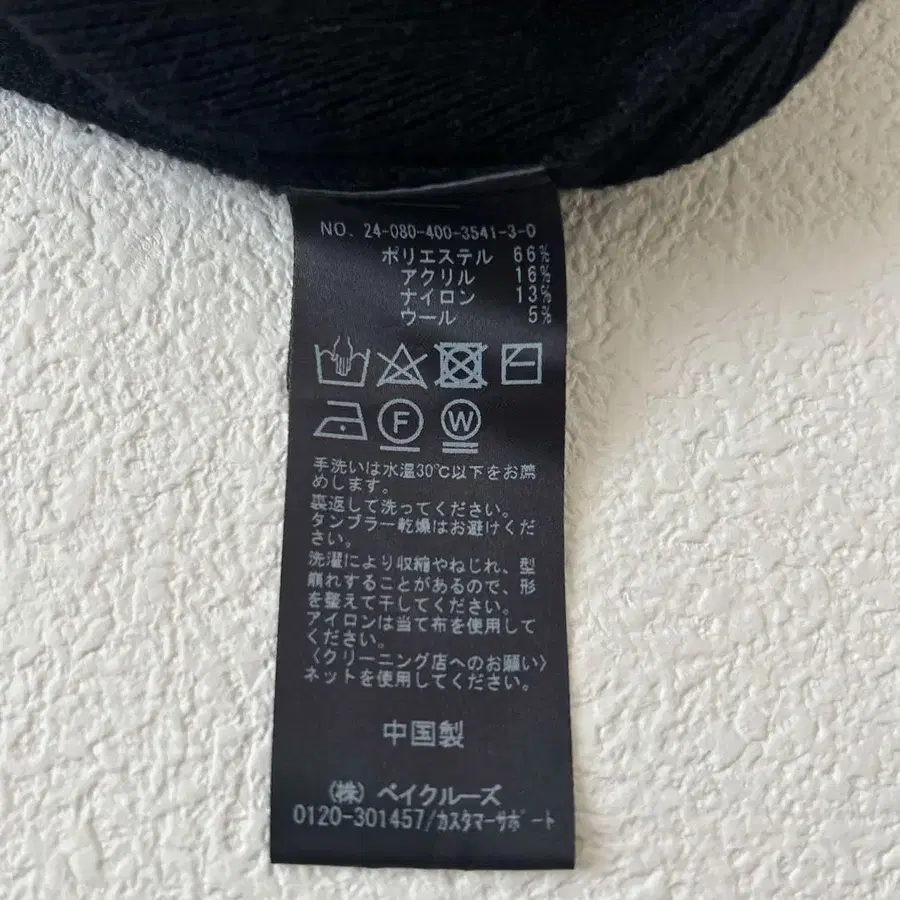 NO. 24-080-400-3541-3-0
ポリエステル 66%
アクリル 16%
ナイロン 13%
ウール 5%
F W
手洗いは水温30℃以下をお薦
めします。
裏返して洗ってください。
タンブラー乾燥はお避けくだ
さい。
洗濯により収縮やねじれ、型
崩れすることがあるので、形
を整えて干してください。
アイロンは当て布を使用して
ください。
〈クリーニング店へのお願い〉
ネットを使用してください。
中国製
(株) ベイクルーズ
0120-301457/カスタマーサポート